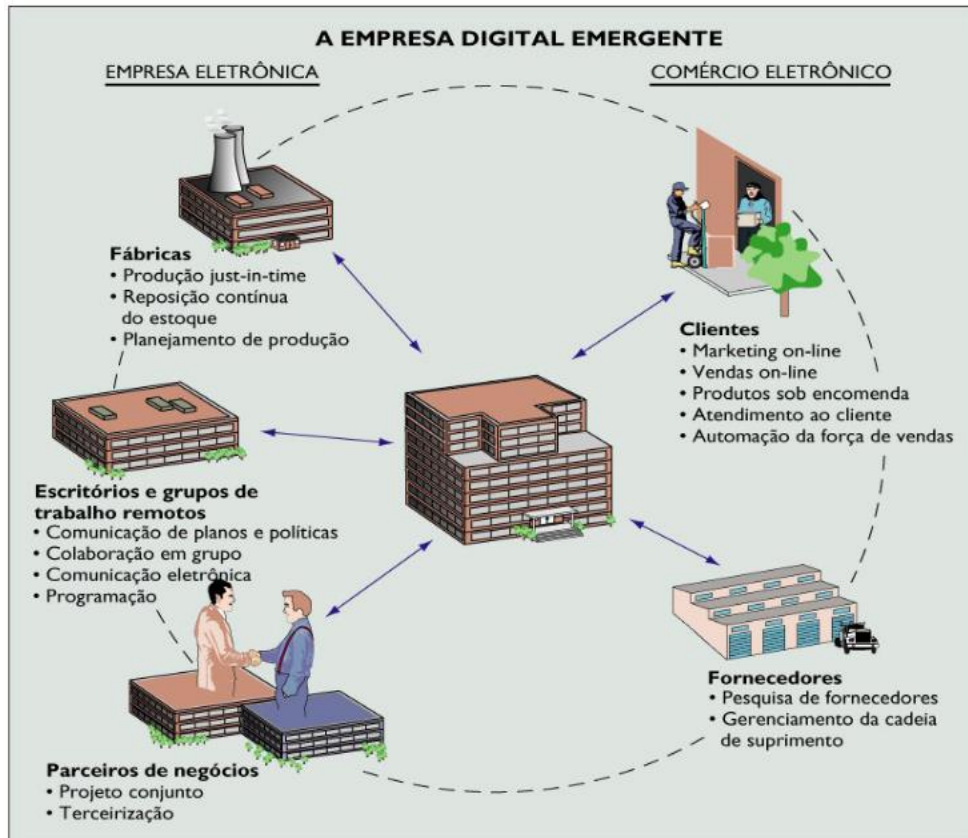 A EMPRESA DIGITAL EMERGENTE
EMPRESA ELETRÔNICA
COMÉRCIO ELETRÔNICO
Fábricas
• Produção just-in-time
• Reposição contínua
do estoque
• Planejamento de produção
Clientes
• Marketing on-line
• Vendas on-line
• Produtos sob encomenda
• Atendimento ao cliente
• Automação da força de vendas
Escritórios e grupos de
trabalho remotos
• Comunicação de planos e políticas
• Colaboração em grupo
• Comunicação eletrônica
• Programação
Fornecedores
• Pesquisa de fornecedores
• Gerenciamento da cadeia
de suprimento
Parceiros de negócios
• Projeto conjunto
• Terceirização